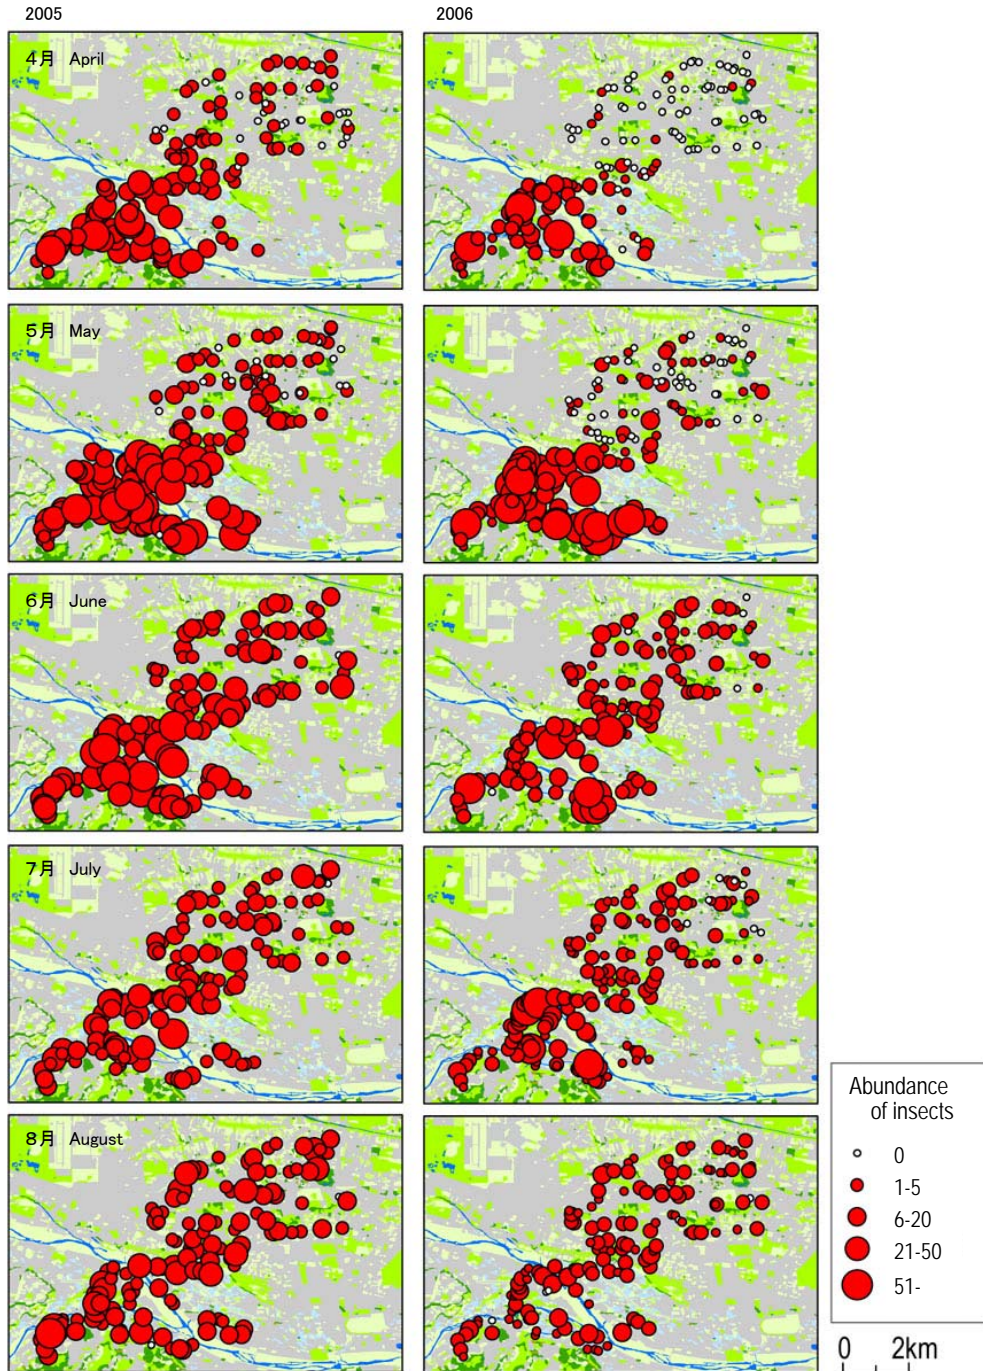 2005 2006
4月 April
5月 May
6月 June
7月 July
8月 August
Abundance
of insects
0
1-5
6-20
21-50
51-
0 2km